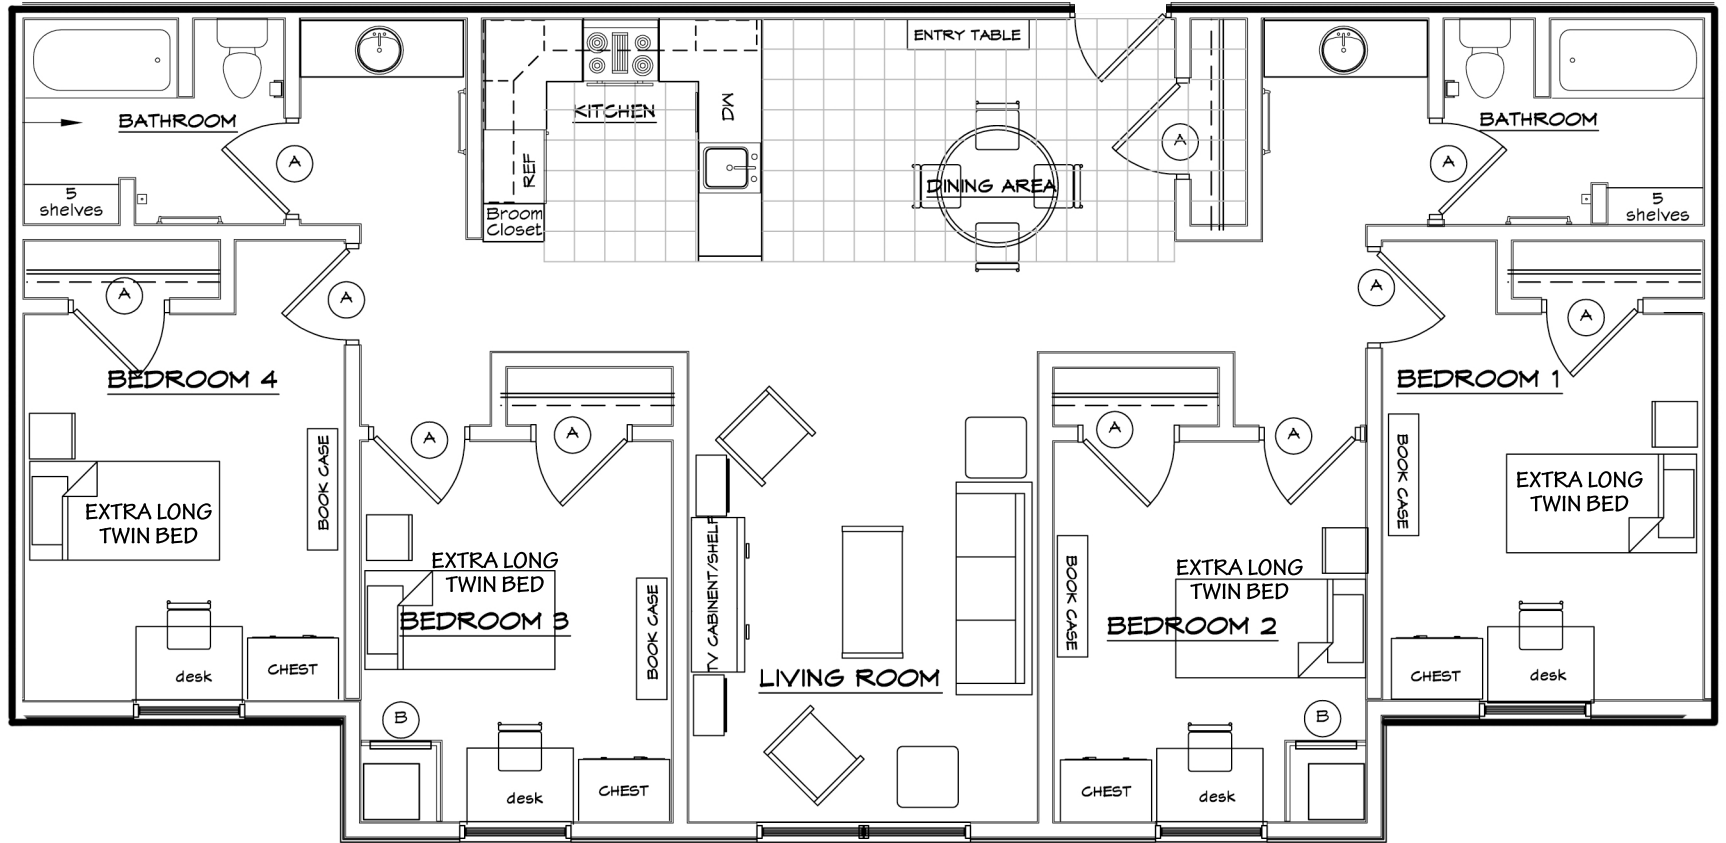 ENTRY TABLE
KITCHEN
DW
BATHROOM
BATHROOM
A
A
A
REF
DINING AREA
5
shelves
5
shelves
Broom
Closet
A
A
A
A
A
BEDROOM 4
BEDROOM 1
A
A
A
A
BOOK CASE
BOOK CASE
EXTRA LONG
TWIN BED
EXTRA LONG
TWIN BED
EXTRA LONG
TWIN BED
EXTRA LONG
TWIN BED
TV CABINENT/SHELF
BOOK CASE
BOOK CASE
BEDROOM 3
BEDROOM 2
LIVING ROOM
desk
CHEST
CHEST
desk
B
B
desk
CHEST
CHEST
desk